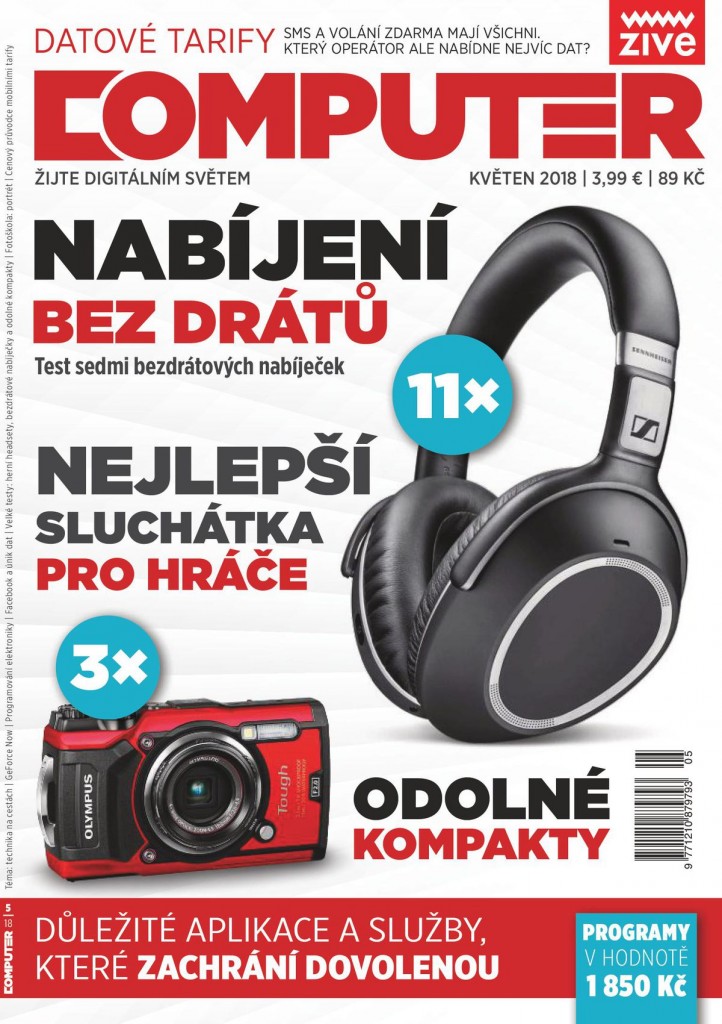 DATOVÉ TARIFY
SMS A VOLÁNÍ ZDARMA MAJÍ VŠICHNI.
KTERÝ OPERÁTOR ALE NABÍDNE NEJVÍC DAT?
živě
COMPUTER
ŽIJTE DIGITÁLNÍM SVĚTEM
KVĚTEN 2018 | 3,99 € | 89 KČ
NABÍJENÍ
BEZ DRÁTŮ
Test sedmi bezdrátových nabíječek
11×
SENNHEISER
NEJLEPŠÍ
SLUCHÁTKA
PRO HRÁČE
3×
OLYMPUS
Tough
F2.0
ODOLNÉ
KOMPAKTY
05
9 771210 879793
Téma: technika na cestách | GeForce Now | Programování elektroniky | Facebook a únik dat | Velké testy: herní headsety, bezdrátové nabíječky a odolné kompakty | Fotoškola: portrét | Cenový průvodce mobilními tarify
5
18
COMPUTER
DŮLEŽITÉ APLIKACE A SLUŽBY,
KTERÉ ZACHRÁNÍ DOVOLENOU
PROGRAMY
V HODNOTĚ
1 850 Kč